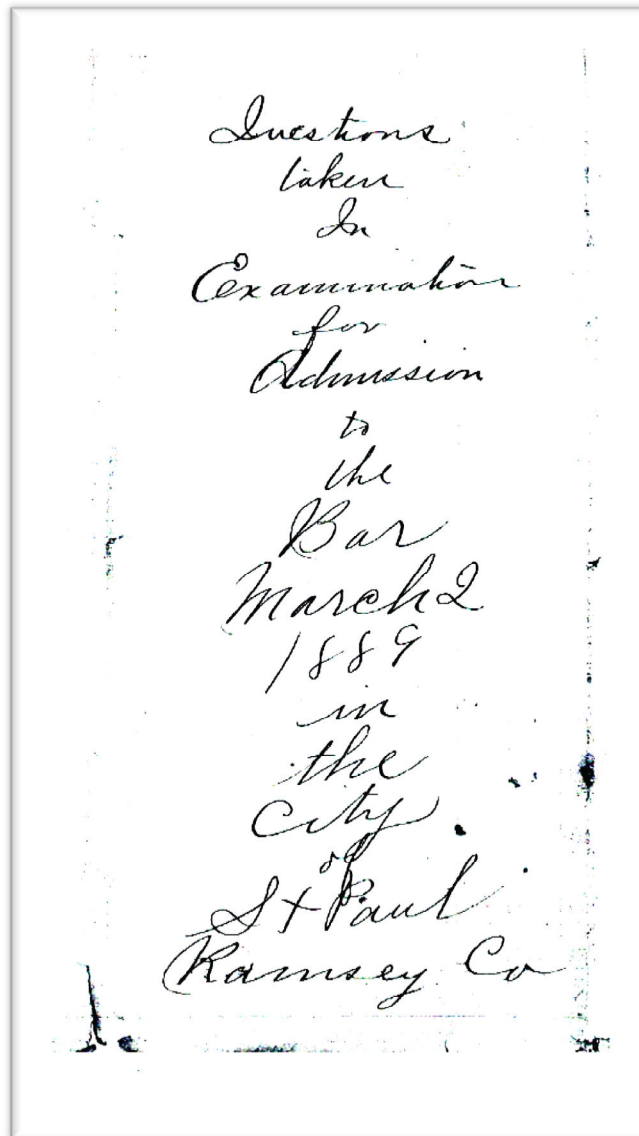 Questions
taken
In
Examination
for
Admission
to
the
Bar
March 2
1889
in
the
City
of
St Paul
Ramsey Co